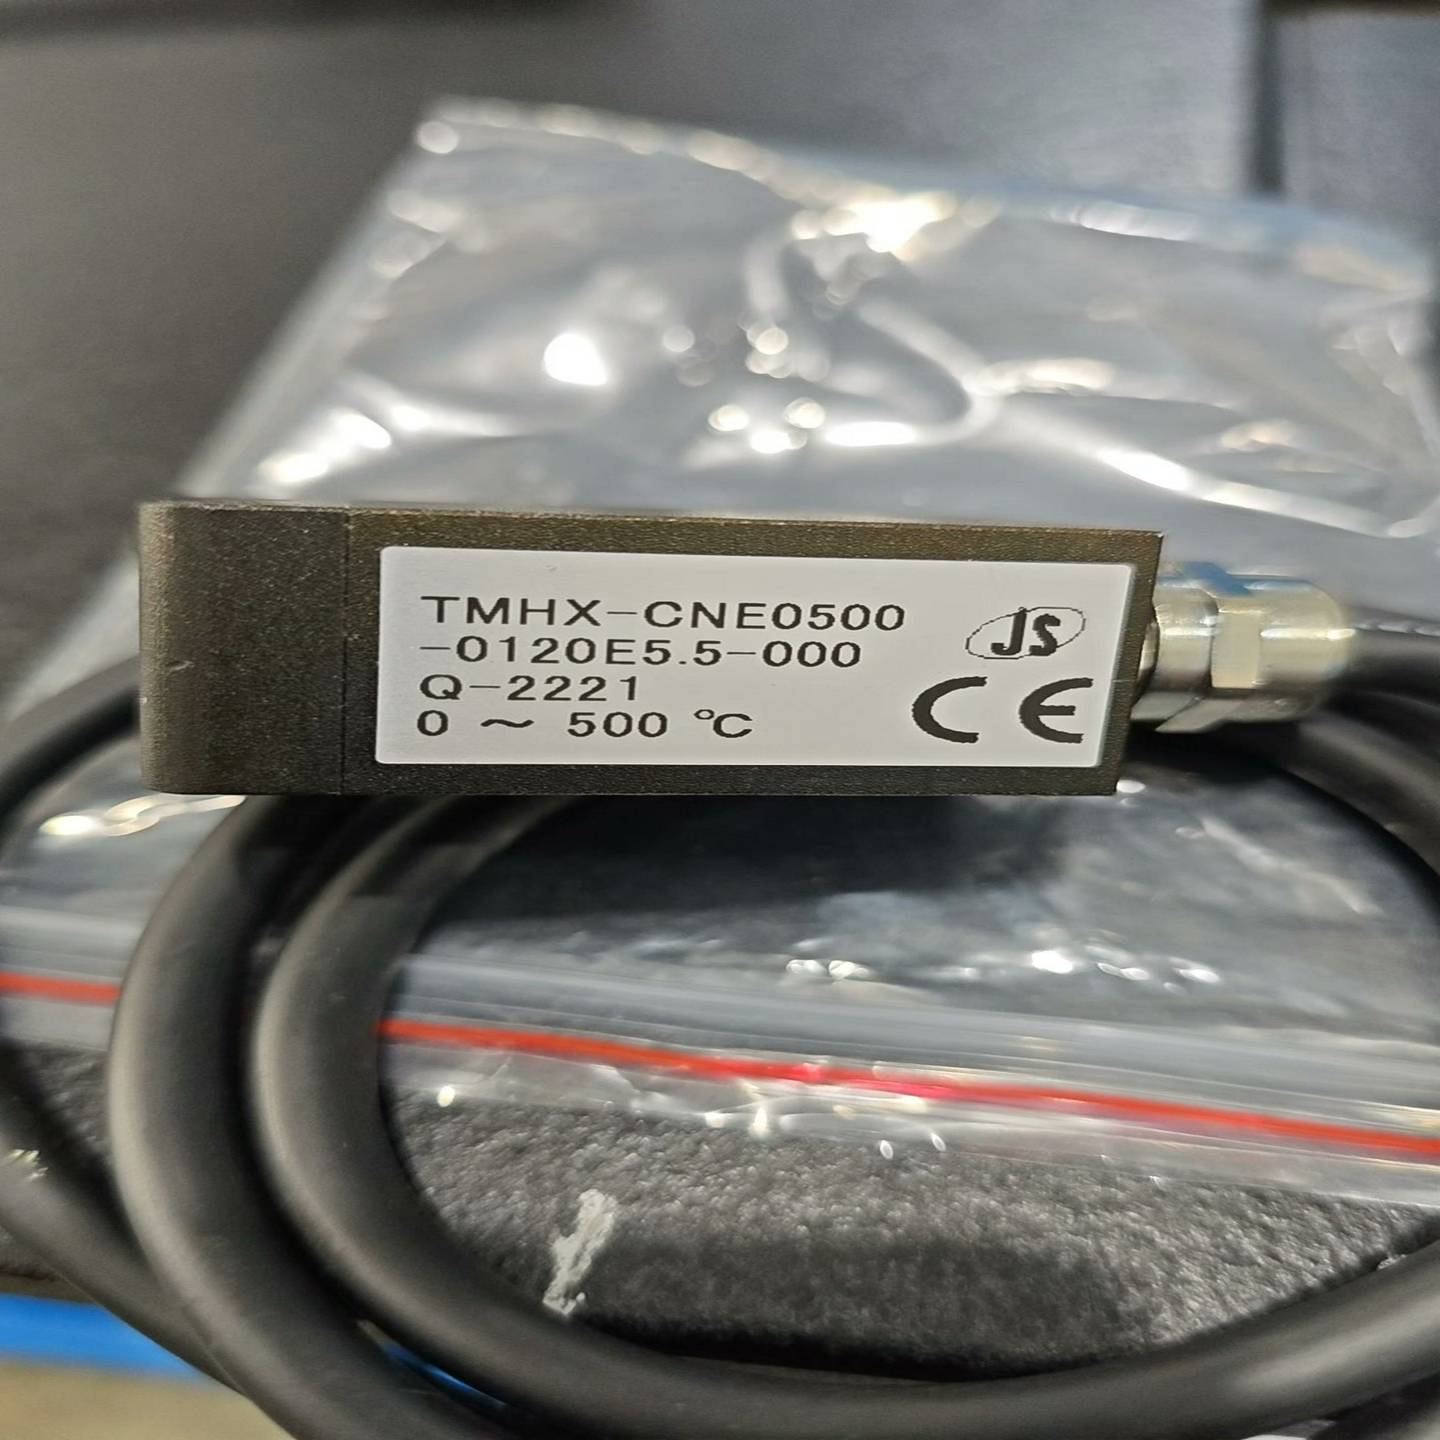 TMHX-CNE0500
-0120E5.5-000
Q-2221
0 ～ 500 ℃
JS
CE